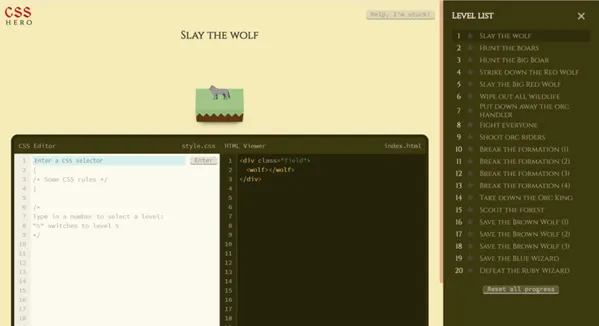 CSS
HERO
Help, I'm stuck!
SLAY THE WOLF
CSS Editor
style.css
1 Enter a CSS selector
Enter
2 {
3 /* Some CSS rules */
4 }
5
6 /*
7 Type in a number to select a level:
8 "5" switches to level 5
9 */
10
11
12
13
14
15
16
17
18
HTML Viewer
index.html
1 <div class="field">
2 <wolf></wolf>
3 </div>
4
5
6
7
8
9
10
11
12
13
14
15
16
17
18
LEVEL LIST
1 SLAY THE WOLF
2 HUNT THE BOARS
3 HUNT THE BIG BOAR
4 STRIKE DOWN THE RED WOLF
5 SLAY THE BIG RED WOLF
6 WIPE OUT ALL WILDLIFE
7 PUT DOWN AWAY THE ORC
HANDLER
8 FIGHT EVERYONE
9 SHOOT ORC RIDERS
10 BREAK THE FORMATION (1)
11 BREAK THE FORMATION (2)
12 BREAK THE FORMATION (3)
13 BREAK THE FORMATION (4)
14 TAKE DOWN THE ORC KING
15 SCOUT THE FOREST
16 SAVE THE BROWN WOLF (1)
17 SAVE THE BROWN WOLF (2)
18 SAVE THE BROWN WOLF (3)
19 SAVE THE BLUE WIZARD
20 DEFEAT THE RUBY WIZARD
Reset all progress